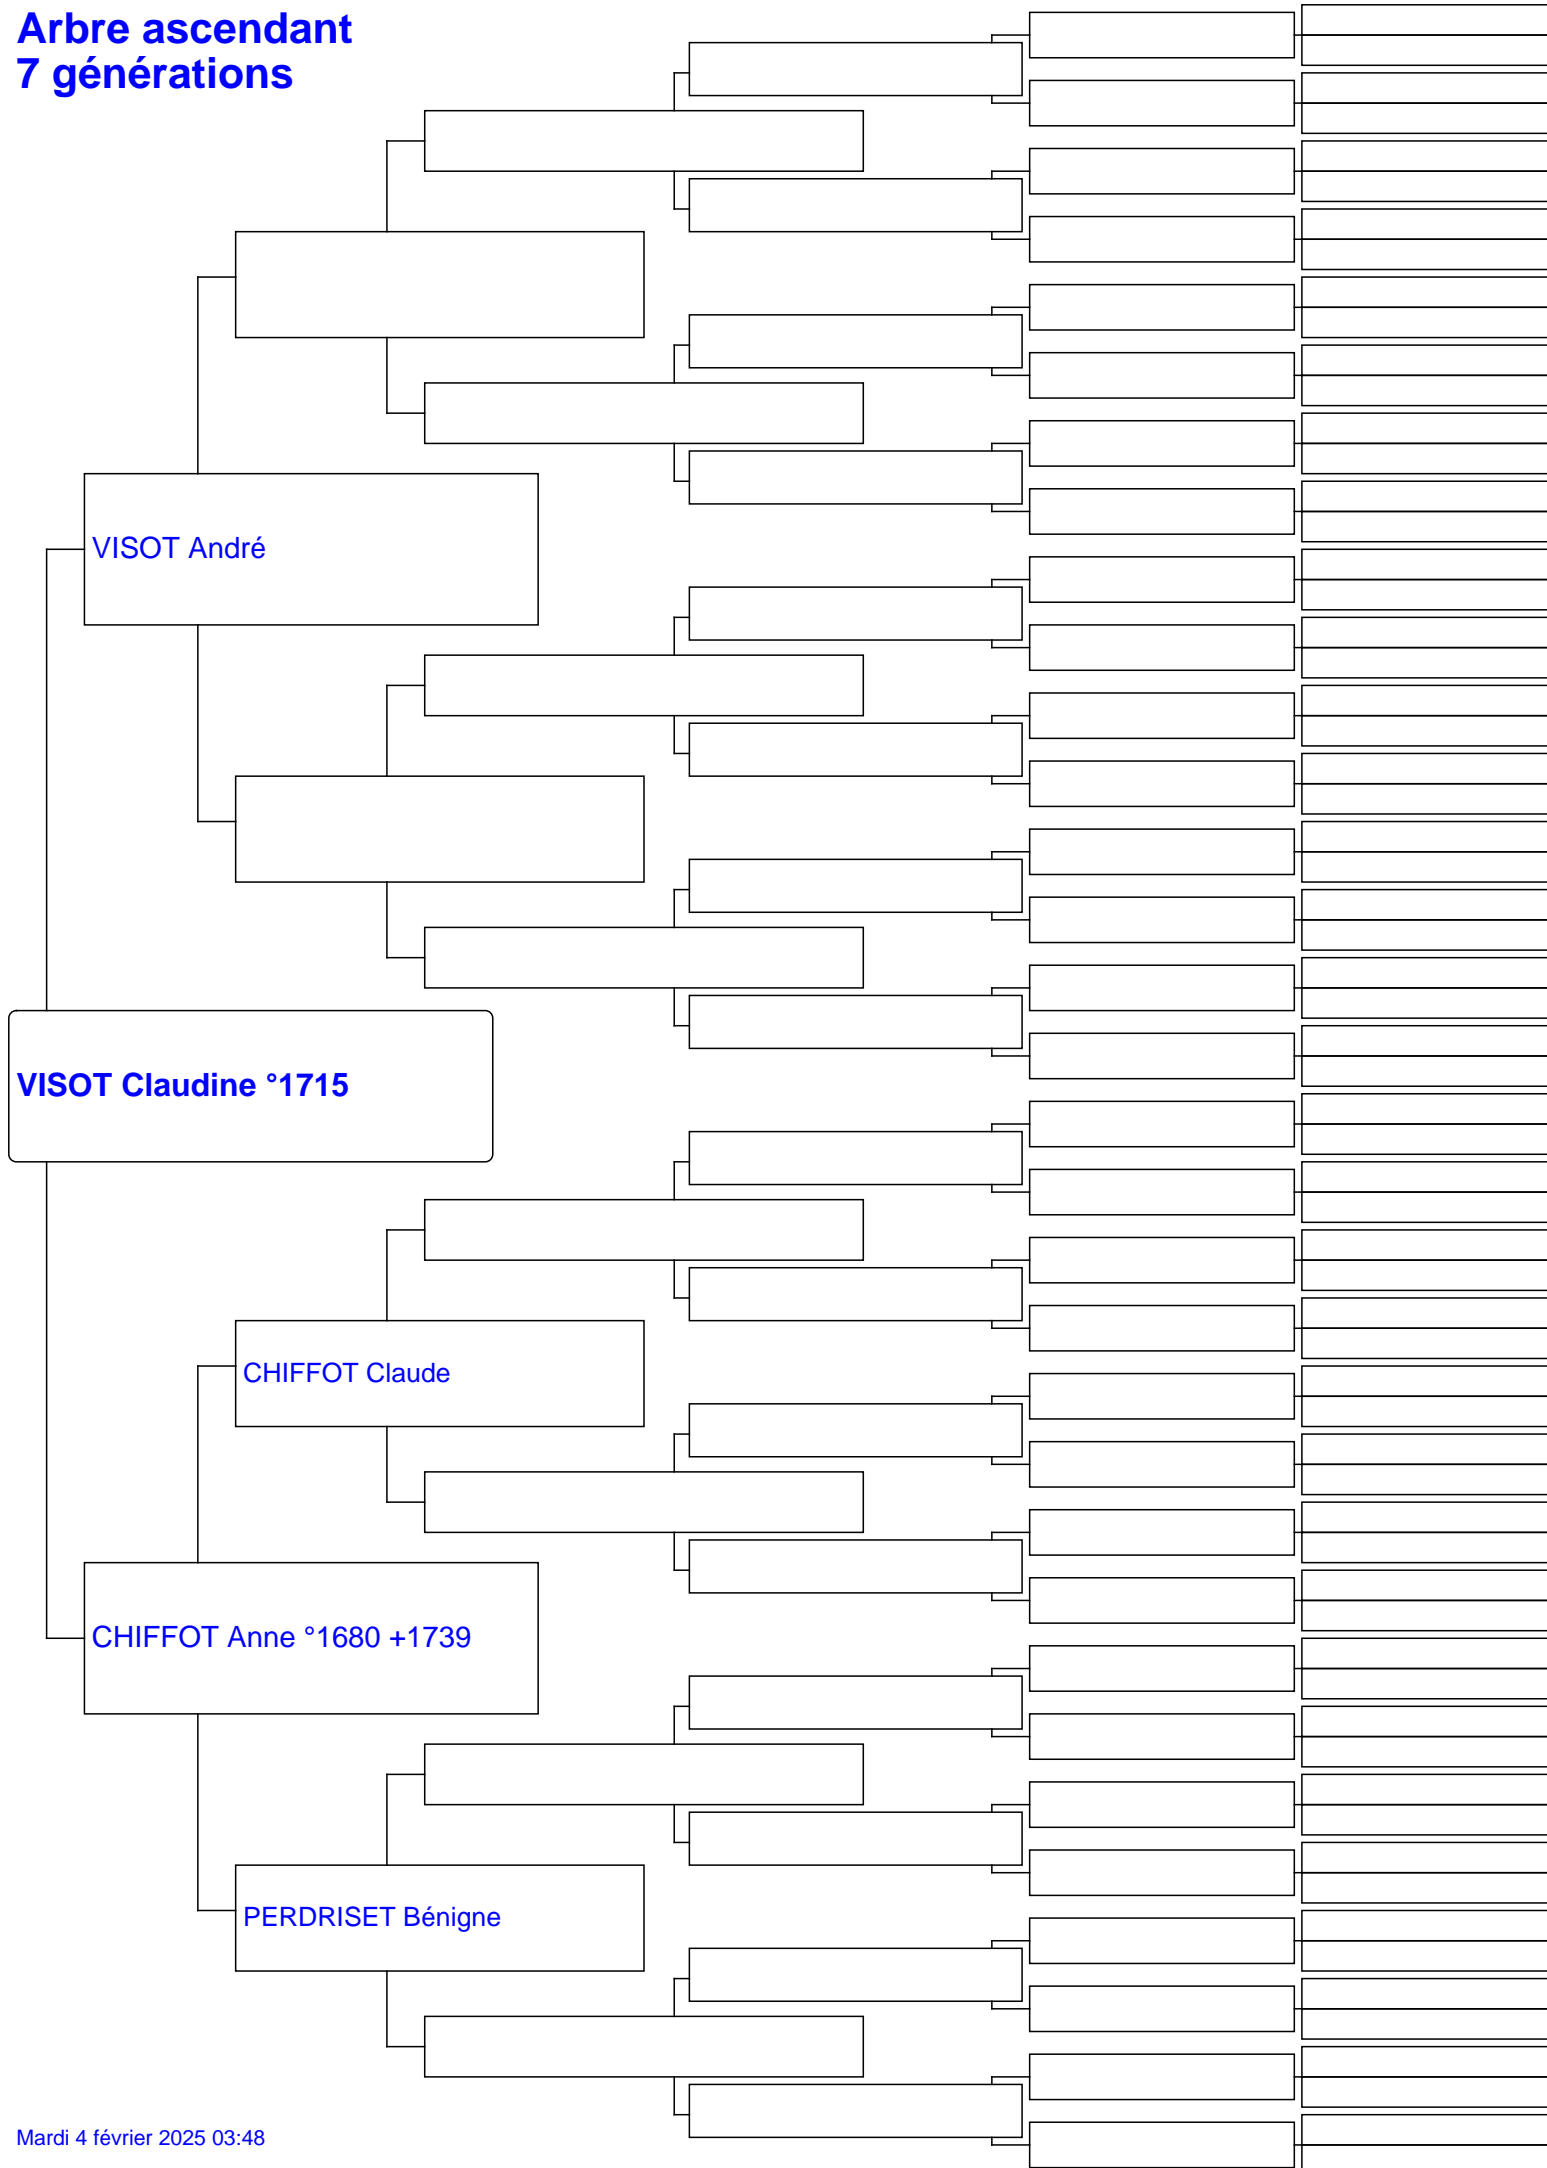 Arbre ascendant
7 générations
VISOT André
VISOT Claudine °1715
CHIFFOT Claude
CHIFFOT Anne °1680 +1739
PERDRISET Bénigne
Mardi 4 février 2025 03:48